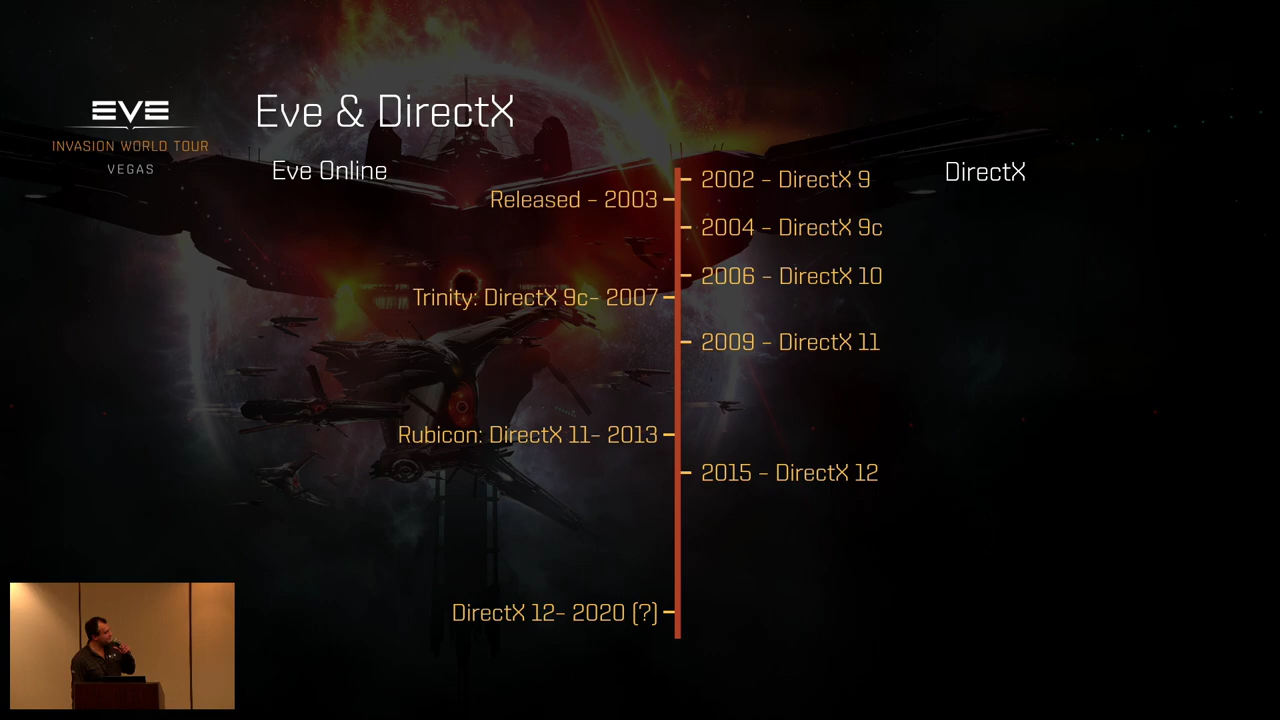 EVE
INVASION WORLD TOUR
VEGAS
Eve & DirectX
Eve Online
DirectX
2002 - DirectX 9
Released - 2003
2004 - DirectX 9c
2006 - DirectX 10
Trinity: DirectX 9c- 2007
2009 - DirectX 11
Rubicon: DirectX 11- 2013
2015 - DirectX 12
DirectX 12- 2020 (?)